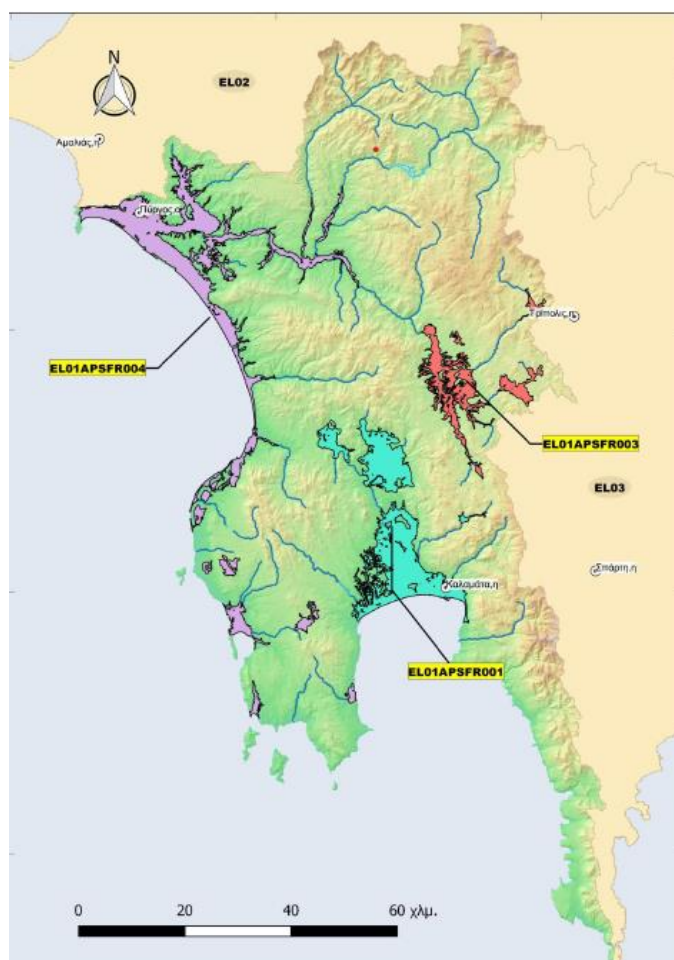 N
EL02
Αμαλιάς,η
Πύργος,ο
Τρίπολις,η
EL01APSFR004
EL01APSFR003
EL03
Σπάρτη,η
Καλαμάτα,η
EL01APSFR001
0 20 40 60 χλμ.